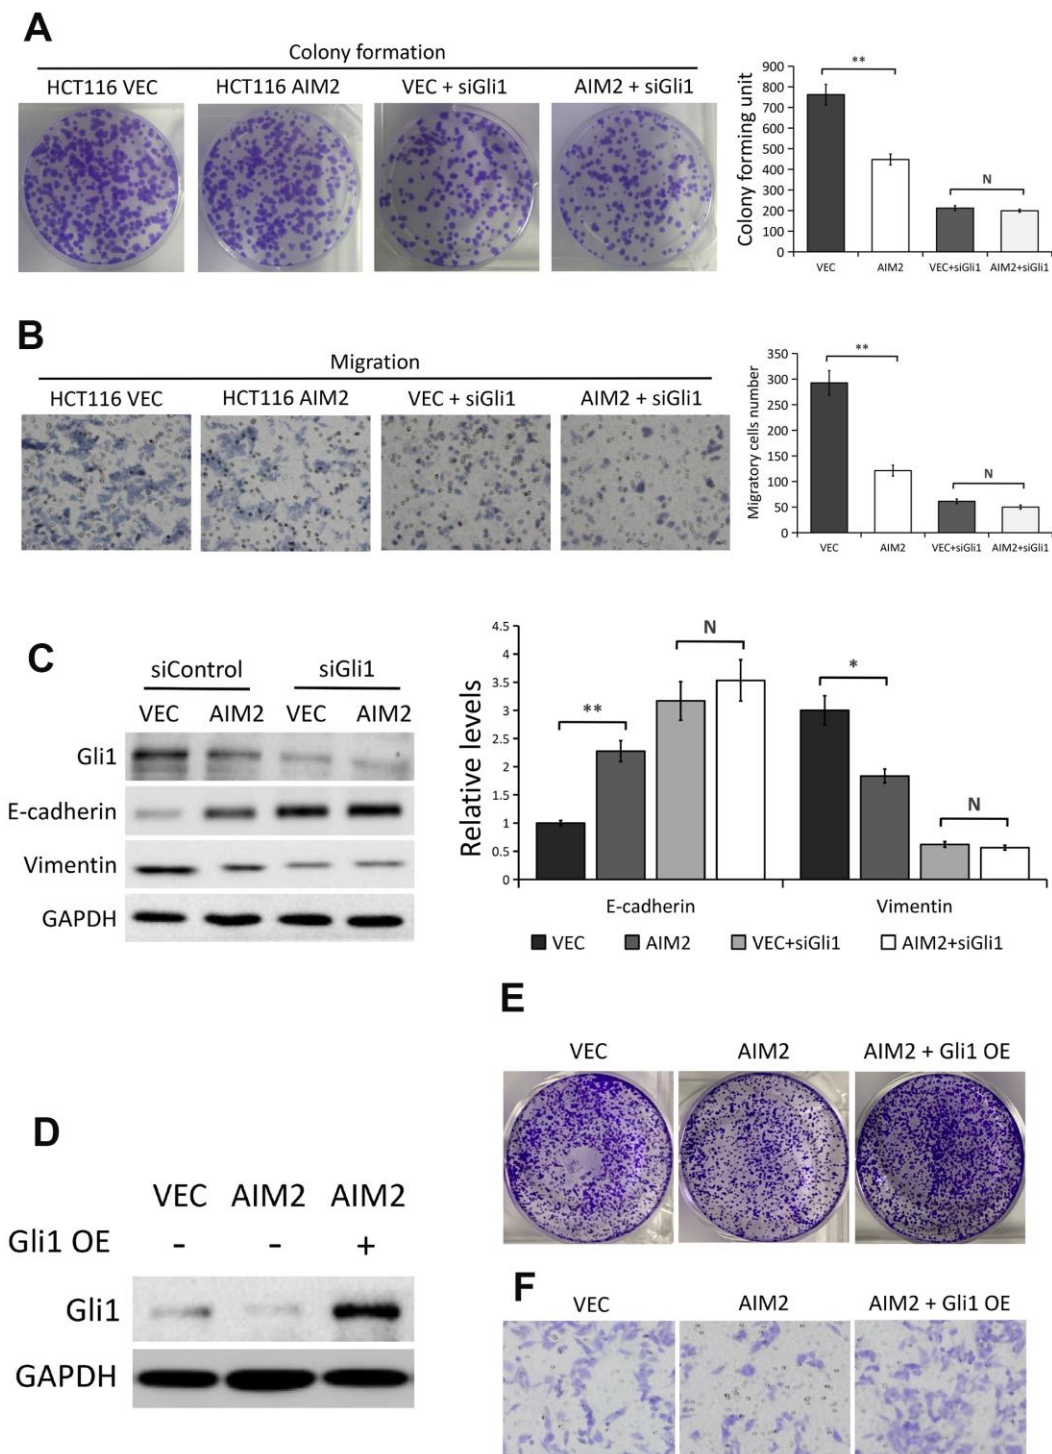 A
Colony formation
HCT116 VEC HCT116 AIM2 VEC + siGli1 AIM2 + siGli1
Colony forming unit
900
800
700
600
500
400
300
200
100
0
**
N
VEC AIM2 VEC+siGli1 AIM2+siGli1
B
Migration
HCT116 VEC HCT116 AIM2 VEC + siGli1 AIM2 + siGli1
Migratory cells number
350
300
250
200
150
100
50
0
**
N
VEC AIM2 VEC+siGli1 AIM2+siGli1
C
siControl siGli1
VEC AIM2 VEC AIM2
Gli1
E-cadherin
Vimentin
GAPDH
Relative levels
4.5
4
3.5
3
2.5
2
1.5
1
0.5
**
N
*
N
E-cadherin Vimentin
VEC AIM2 VEC+siGli1 AIM2+siGli1
D
VEC AIM2 AIM2
Gli1 OE - - +
Gli1
GAPDH
E
VEC AIM2 AIM2 + Gli1 OE
F
VEC AIM2 AIM2 + Gli1 OE